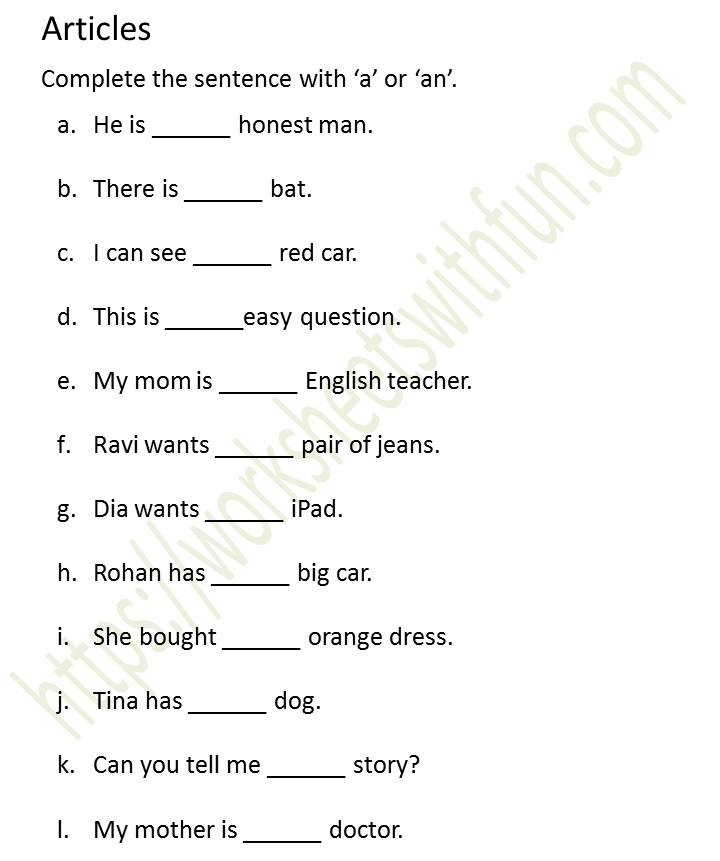 Articles
Complete the sentence with ‘a’ or ‘an’.
a. He is ______ honest man.
b. There is ______ bat.
c. I can see ______ red car.
d. This is ______easy question.
e. My mom is ______ English teacher.
f. Ravi wants ______ pair of jeans.
g. Dia wants ______ iPad.
h. Rohan has ______ big car.
i. She bought ______ orange dress.
j. Tina has ______ dog.
k. Can you tell me ______ story?
l. My mother is ______ doctor.
https://worksheetswithfun.com